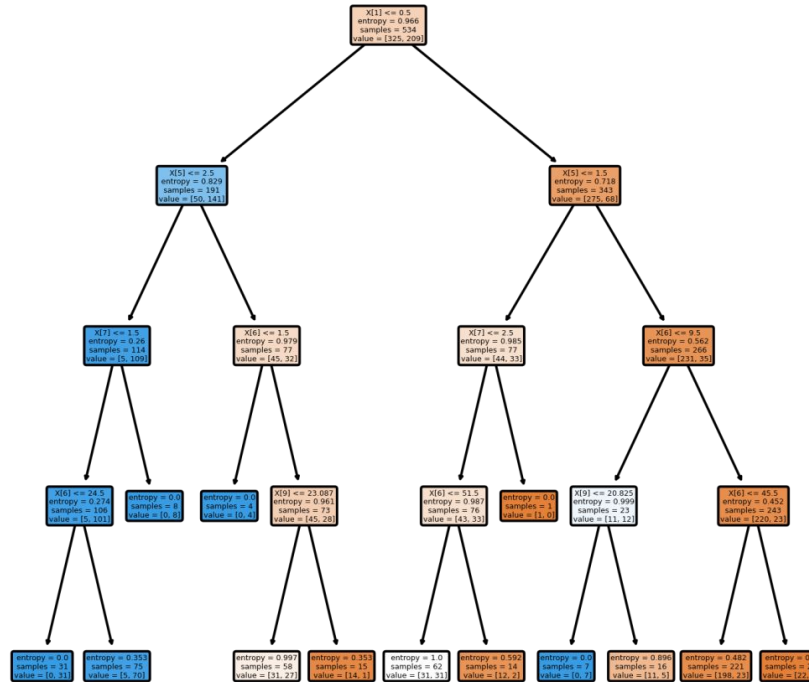 X[1] <= 0.5
entropy = 0.966
samples = 534
value = [325, 209]
X[5] <= 2.5
entropy = 0.829
samples = 191
value = [50, 141]
X[5] <= 1.5
entropy = 0.718
samples = 343
value = [275, 68]
X[7] <= 1.5
entropy = 0.26
samples = 114
value = [5, 109]
X[6] <= 1.5
entropy = 0.979
samples = 77
value = [45, 32]
X[7] <= 2.5
entropy = 0.985
samples = 77
value = [44, 33]
X[6] <= 9.5
entropy = 0.562
samples = 266
value = [231, 35]
X[6] <= 24.5
entropy = 0.274
samples = 106
value = [5, 101]
entropy = 0.0
samples = 8
value = [0, 8]
entropy = 0.0
samples = 4
value = [0, 4]
X[9] <= 23.087
entropy = 0.961
samples = 73
value = [45, 28]
X[6] <= 51.5
entropy = 0.987
samples = 76
value = [43, 33]
entropy = 0.0
samples = 1
value = [1, 0]
X[9] <= 20.825
entropy = 0.999
samples = 23
value = [11, 12]
X[6] <= 45.5
entropy = 0.452
samples = 243
value = [220, 23]
entropy = 0.0
samples = 31
value = [0, 31]
entropy = 0.353
samples = 75
value = [5, 70]
entropy = 0.997
samples = 58
value = [31, 27]
entropy = 0.353
samples = 15
value = [14, 1]
entropy = 1.0
samples = 62
value = [31, 31]
entropy = 0.592
samples = 14
value = [12, 2]
entropy = 0.0
samples = 7
value = [0, 7]
entropy = 0.896
samples = 16
value = [11, 5]
entropy = 0.482
samples = 221
value = [198, 23]
entropy =
samples =
value =